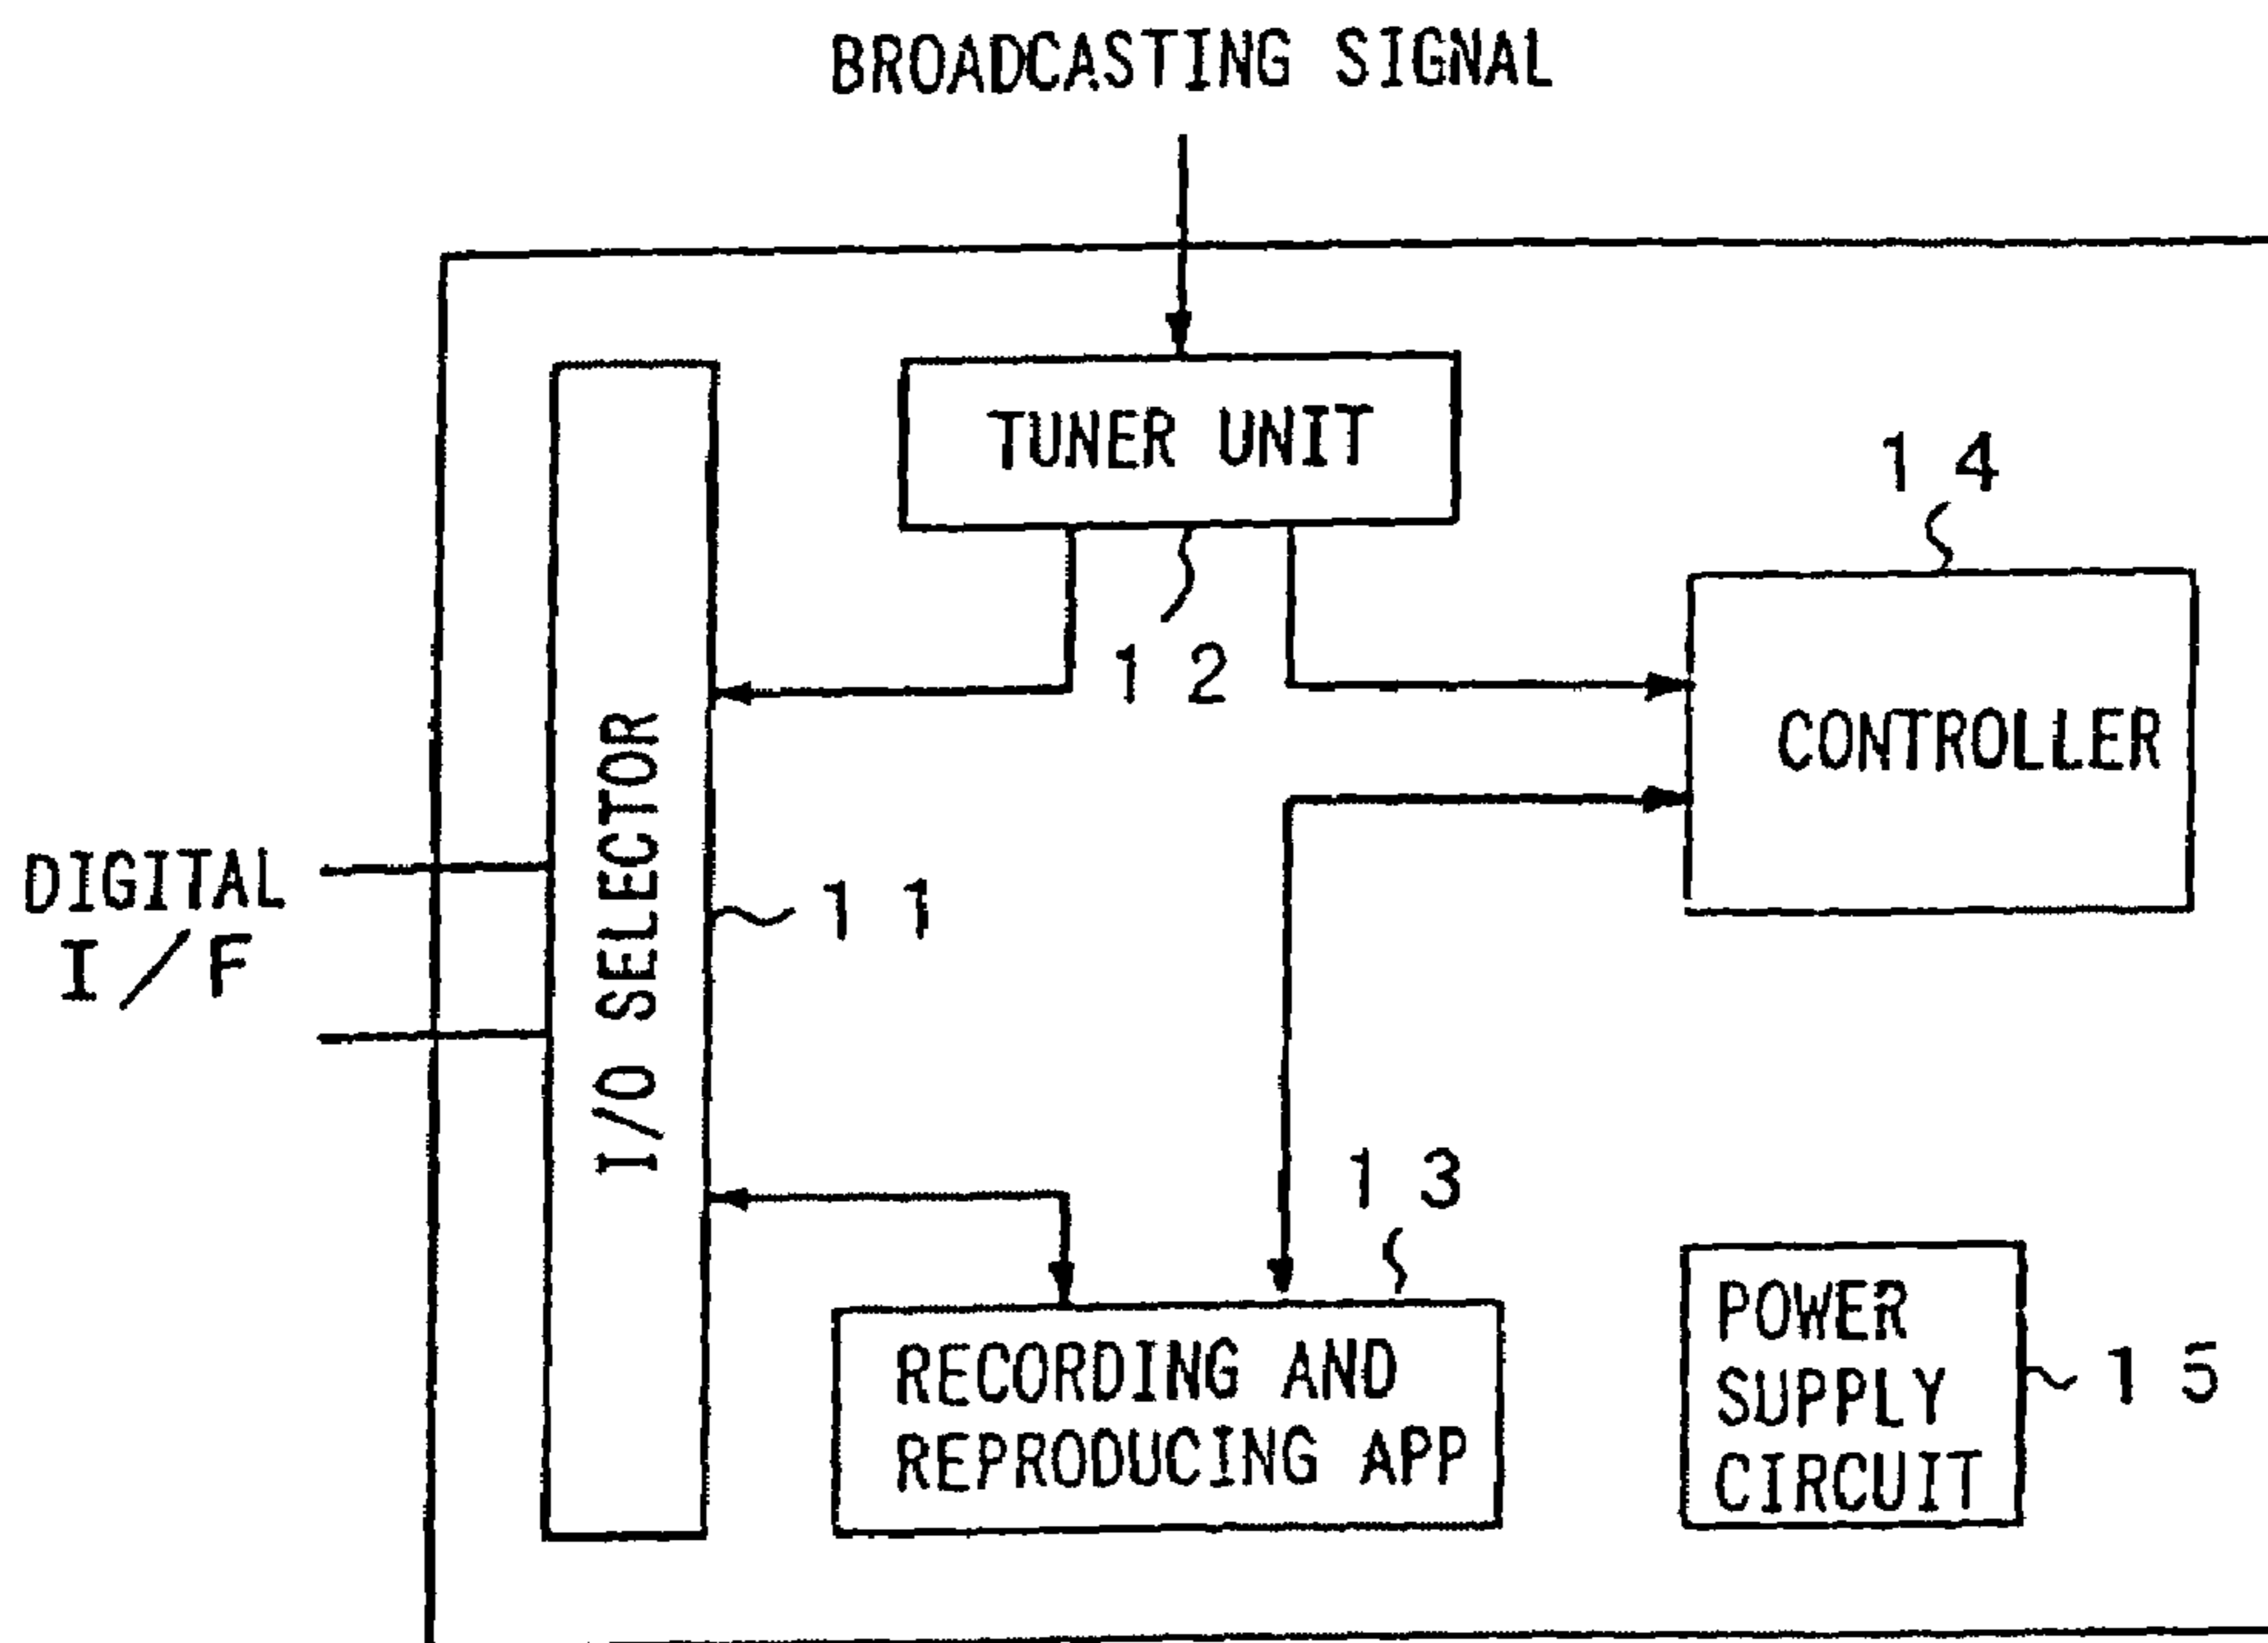 BROADCASTING SIGNAL
TUNER UNIT
14
12
CONTROLLER
I/O SELECTOR
DIGITAL
I/F
11
13
RECORDING AND
REPRODUCING APP
POWER
SUPPLY
CIRCUIT
15